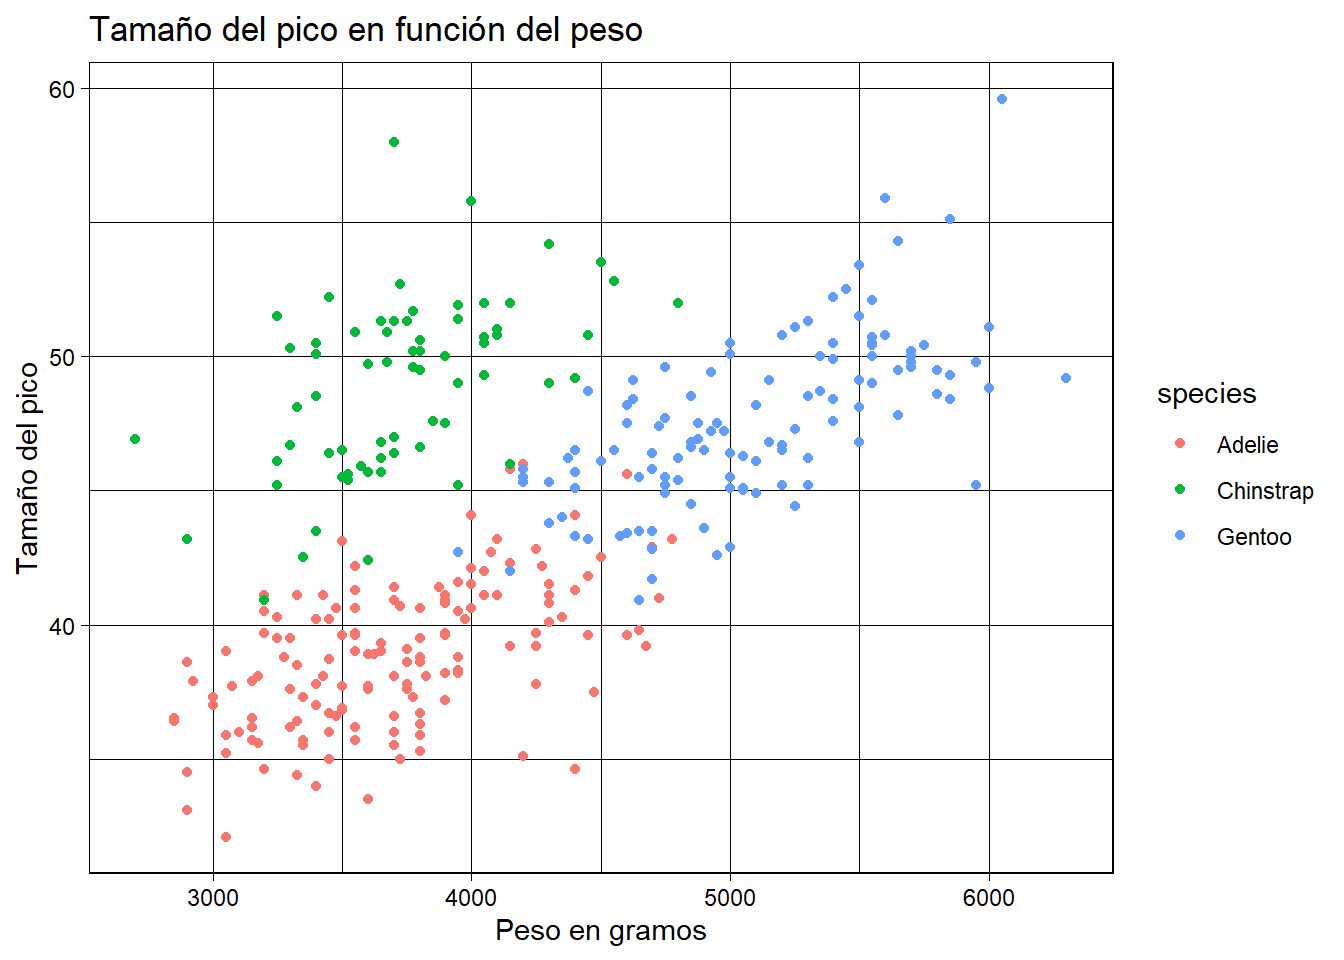 Tamaño del pico en función del peso
60
50
40
Tamaño del pico
3000
4000
5000
6000
Peso en gramos
species
Adelie
Chinstrap
Gentoo